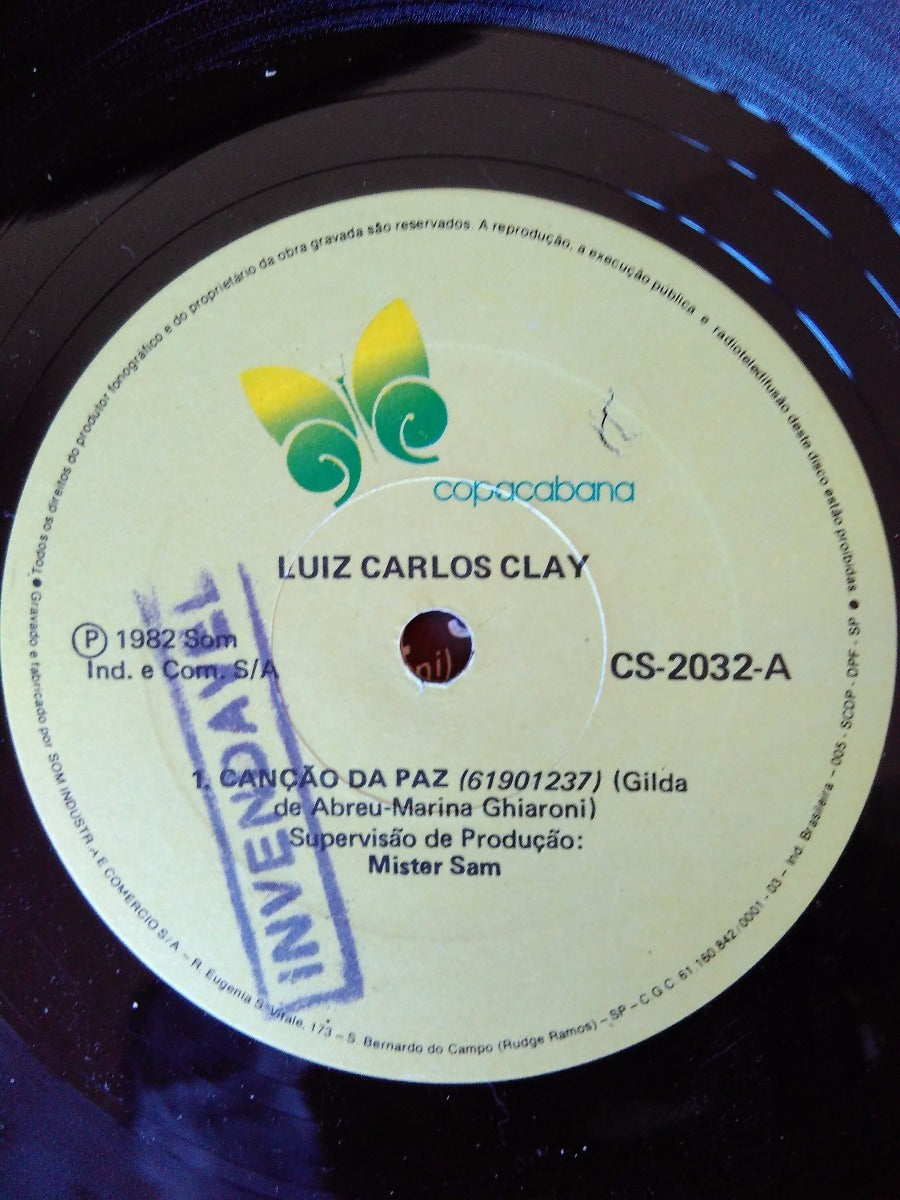 Todos os direitos do produtor fonográfico e do proprietário da obra gravada são reservados. A reprodução, a execução pública e radioteledifusão deste disco estão proibidas. ●
copacabana
LUIZ CARLOS CLAY
℗ 1982 Som
Ind. e Com. S/A
CS-2032-A
1. CANÇÃO DA PAZ (61901237) (Gilda
de Abreu-Marina Ghiaroni)
Supervisão de Produção:
Mister Sam
INVENDAVEL
● Gravado e fabricado por SOM INDUSTRIA E COMERCIO S/A – R. Eugenia S. Vitale, 173 – S. Bernardo do Campo (Rudge Ramos) – SP – C G C 61.160.842/0001-03 – Ind. Brasileira – 005 - SCDP - DPF - SP